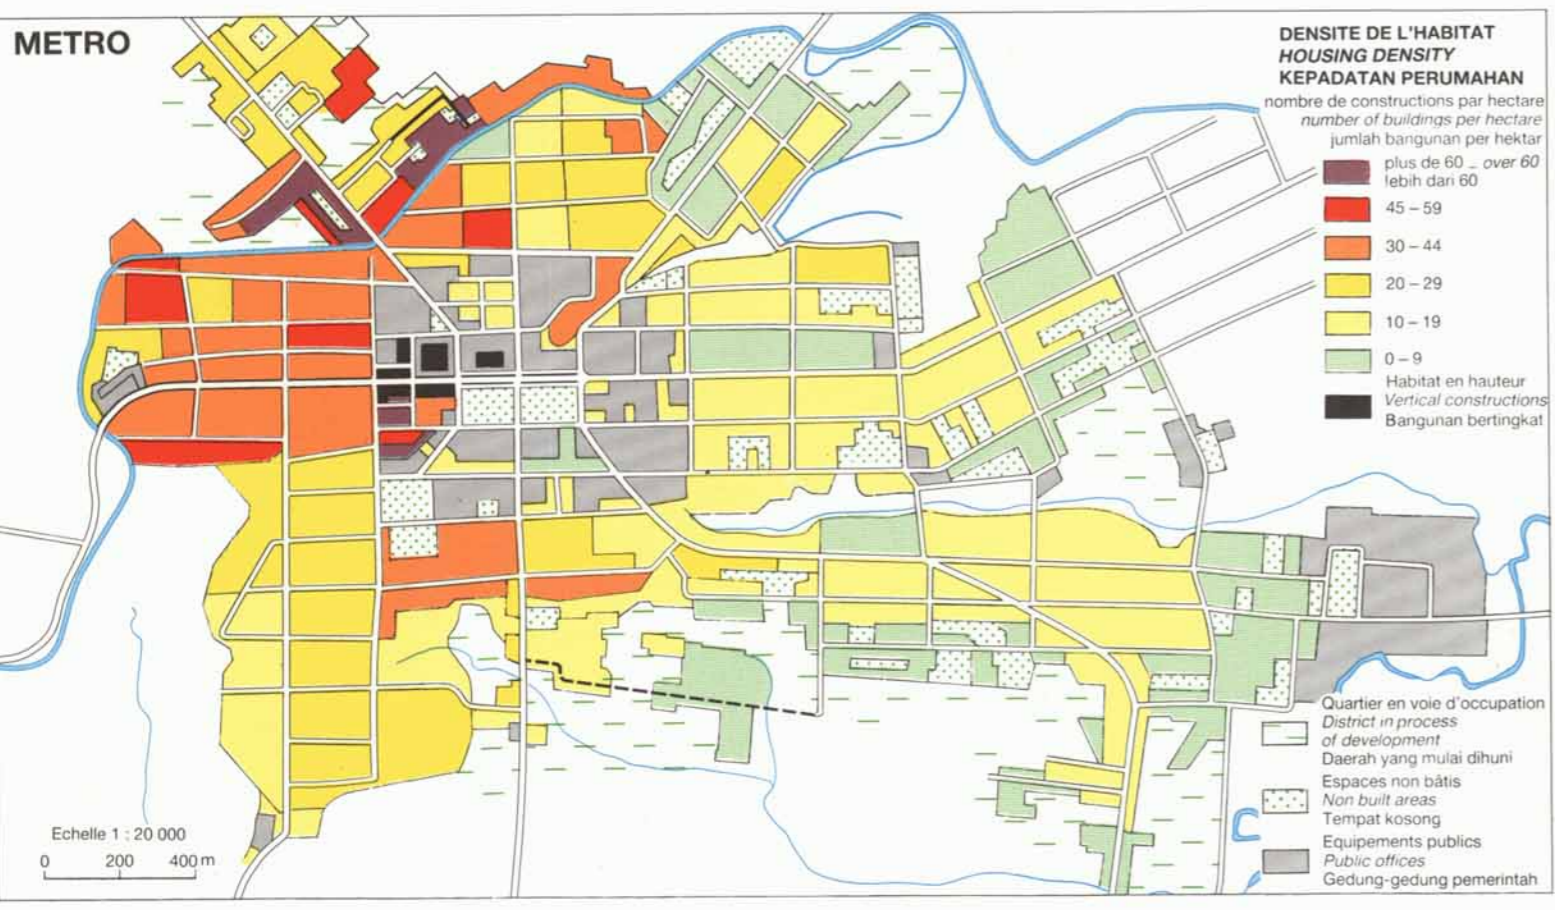 METRO
DENSITE DE L'HABITAT
HOUSING DENSITY
KEPADATAN PERUMAHAN
nombre de constructions par hectare
number of buildings per hectare
jumlah bangunan per hektar
plus de 60 _ over 60
lebih dari 60
45 – 59
30 – 44
20 – 29
10 – 19
0 – 9
Habitat en hauteur
Vertical constructions
Bangunan bertingkat
Quartier en voie d'occupation
District in process
of development
Daerah yang mulai dihuni
Espaces non bâtis
Non built areas
Tempat kosong
Equipements publics
Public offices
Gedung-gedung pemerintah
Echelle 1 : 20 000
0 200 400 m